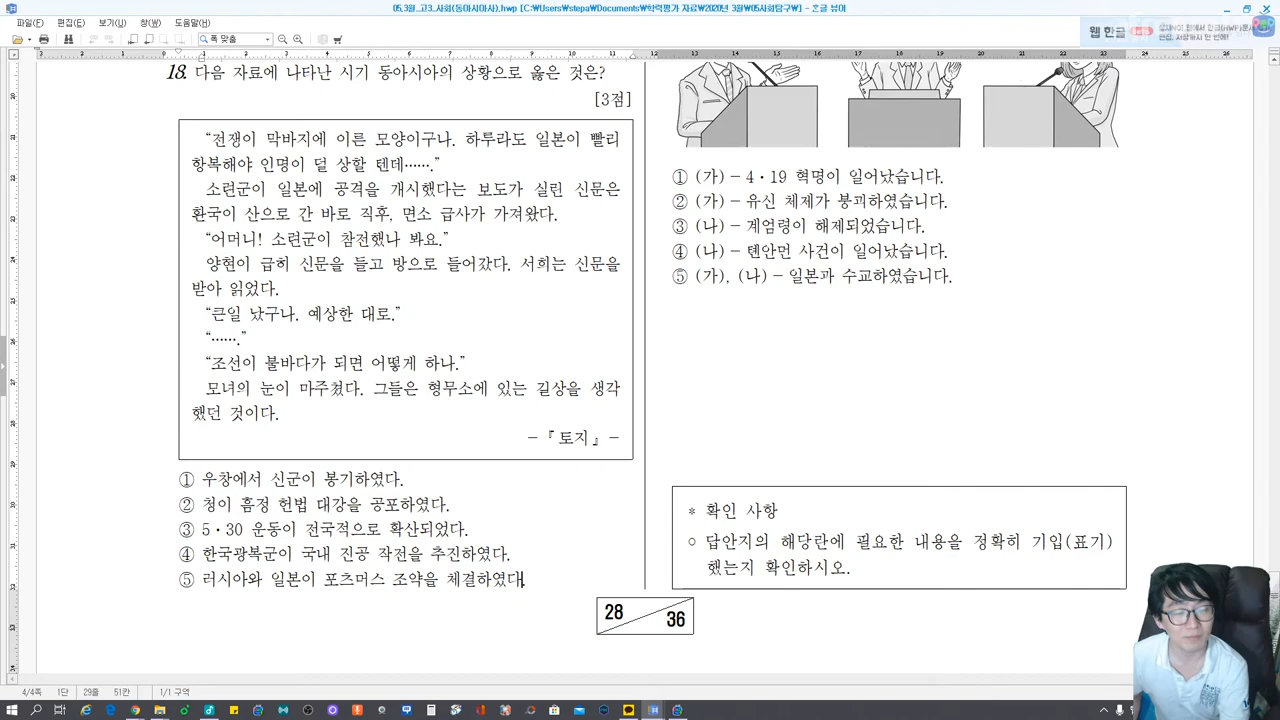 05.3월..고3..사회(동아시아사).hwp [C:₩Users₩stepa₩Documents₩학력평가 자료₩2020년 3월₩05사회탐구₩] - 흔글 뷰어
파일(F) 편집(E) 보기(U) 창(W) 도움말(H)
폭 맞춤
웹 한글
18. 다음 자료에 나타난 시기 동아시아의 상황으로 옳은 것은?
[3점]
“전쟁이 막바지에 이른 모양이구나. 하루라도 일본이 빨리
항복해야 인명이 덜 상할 텐데…….”
소련군이 일본에 공격을 개시했다는 보도가 실린 신문은
환국이 산으로 간 바로 직후, 면소 급사가 가져왔다.
“어머니! 소련군이 참전했나 봐요.”
양현이 급히 신문을 들고 방으로 들어갔다. 서희는 신문을
받아 읽었다.
“큰일 났구나. 예상한 대로.”
“…….”
“조선이 불바다가 되면 어떻게 하나.”
모녀의 눈이 마주쳤다. 그들은 형무소에 있는 길상을 생각
했던 것이다.
－『토지』－
① 우창에서 신군이 봉기하였다.
② 청이 흠정 헌법 대강을 공포하였다.
③ 5·30 운동이 전국적으로 확산되었다.
④ 한국광복군이 국내 진공 작전을 추진하였다.
⑤ 러시아와 일본이 포츠머스 조약을 체결하였다.
① (가) － 4·19 혁명이 일어났습니다.
② (가) － 유신 체제가 붕괴하였습니다.
③ (나) － 계엄령이 해제되었습니다.
④ (나) － 톈안먼 사건이 일어났습니다.
⑤ (가), (나) － 일본과 수교하였습니다.
* 확인 사항
○ 답안지의 해당란에 필요한 내용을 정확히 기입(표기)
했는지 확인하시오.
28 36
4/4쪽 1단 29줄 51칸 1/1 구역